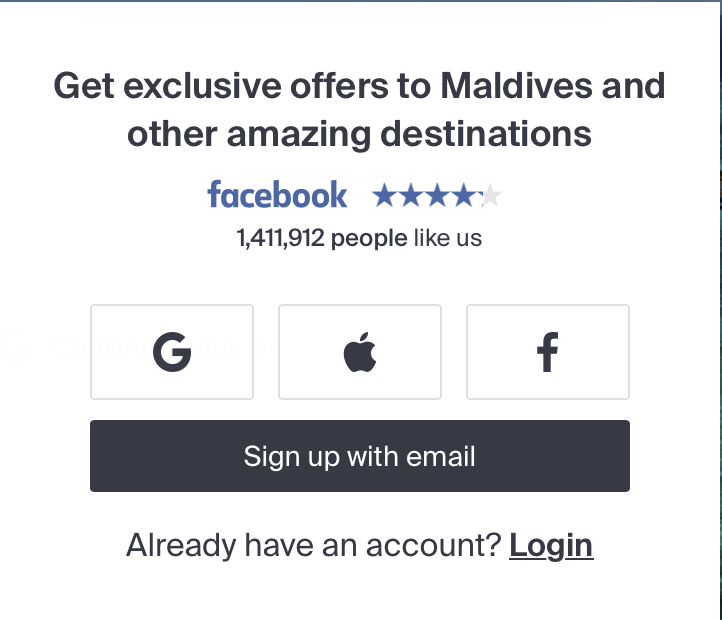 Get exclusive offers to Maldives and
other amazing destinations
facebook
1,411,912 people like us
Sign up with email
Already have an account? Login